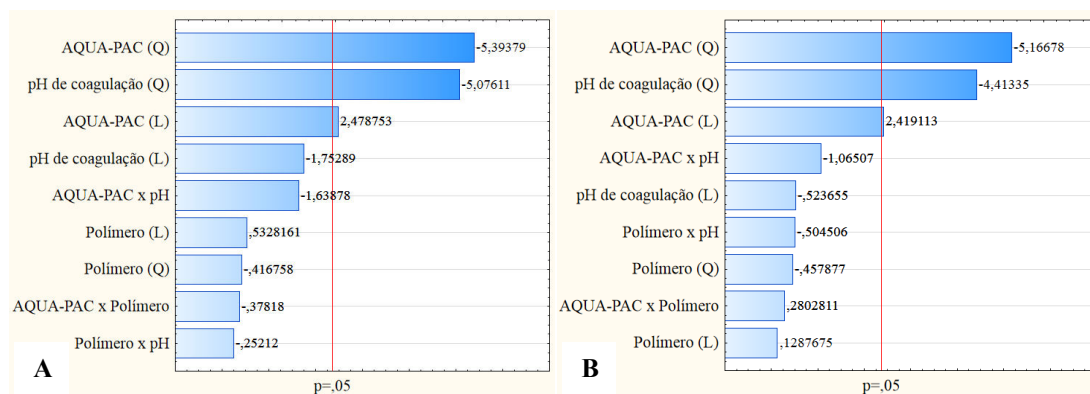 AQUA-PAC (Q)
-5,39379
pH de coagulação (Q)
-5,07611
AQUA-PAC (L)
2,478753
pH de coagulação (L)
-1,75289
AQUA-PAC x pH
-1,63878
Polímero (L)
,5328161
Polímero (Q)
-,416758
AQUA-PAC x Polímero
-,37818
Polímero x pH
-,25212
A
p=,05
AQUA-PAC (Q)
-5,16678
pH de coagulação (Q)
-4,41335
AQUA-PAC (L)
2,419113
AQUA-PAC x pH
-1,06507
pH de coagulação (L)
-,523655
Polímero x pH
-,504506
Polímero (Q)
-,457877
AQUA-PAC x Polímero
,2802811
Polímero (L)
,1287675
B
p=,05